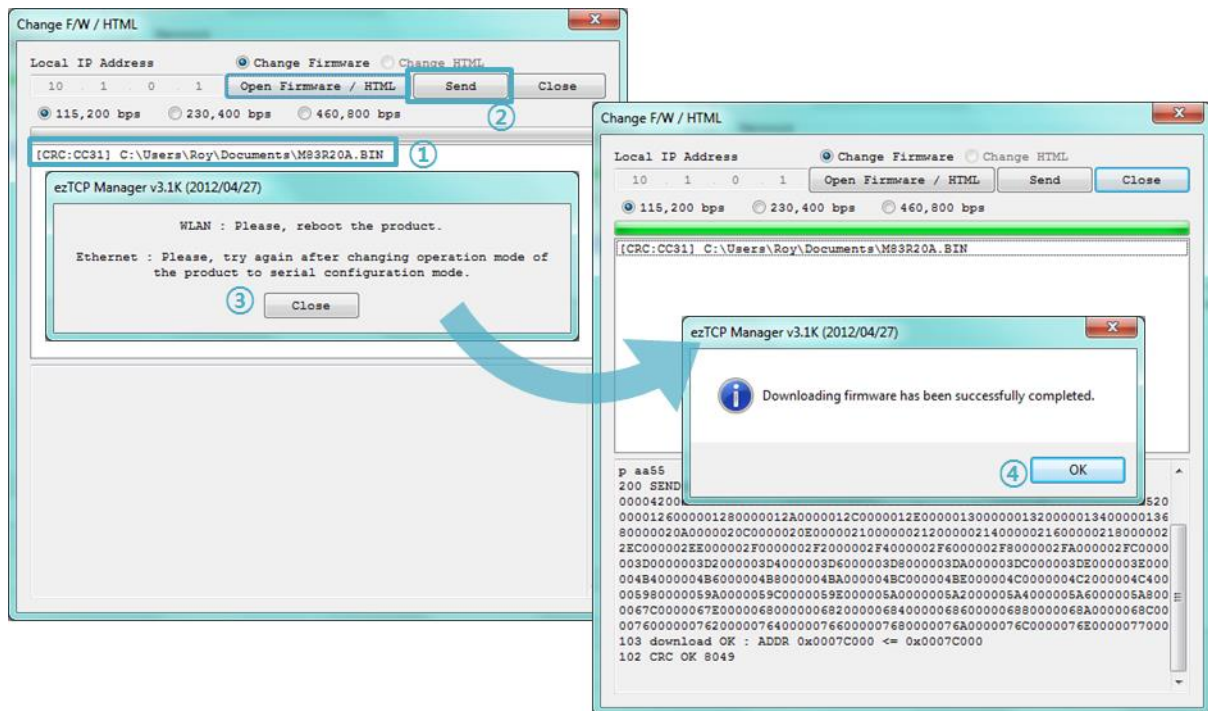 Change F/W / HTML
Local IP Address Change Firmware Change HTML
10 . 1 . 0 . 1 Open Firmware / HTML Send Close
115,200 bps 230,400 bps 460,800 bps
②
[CRC:CC31] C:\Users\Roy\Documents\M83R20A.BIN ①
ezTCP Manager v3.1K (2012/04/27)
WLAN : Please, reboot the product.
Ethernet : Please, try again after changing operation mode of
the product to serial configuration mode.
③ Close
Change F/W / HTML
Local IP Address Change Firmware Change HTML
10 . 1 . 0 . 1 Open Firmware / HTML Send Close
115,200 bps 230,400 bps 460,800 bps
[CRC:CC31] C:\Users\Roy\Documents\M83R20A.BIN
ezTCP Manager v3.1K (2012/04/27)
Downloading firmware has been successfully completed.
④ OK
p aa55
200 SEND
00004200 520
0000126000001280000012A0000012C0000012E00000130000001320000013400000136
80000020A0000020C0000020E0000021000000212000002140000021600000218000002
2EC000002EE000002F0000002F2000002F4000002F6000002F8000002FA000002FC0000
003D0000003D2000003D4000003D6000003D8000003DA000003DC000003DE000003E000
004B4000004B6000004B8000004BA000004BC000004BE000004C0000004C2000004C400
00598000059A000059C000059E00005A000005A200005A400005A600005A800
0067C0000067E000006800000068200000684000006860000068800000068A0000068C00
007600000076200000764000007660000076800000076A0000076C0000076E0000077000
103 download OK : ADDR 0x0007C000 <= 0x0007C000
102 CRC OK 8049